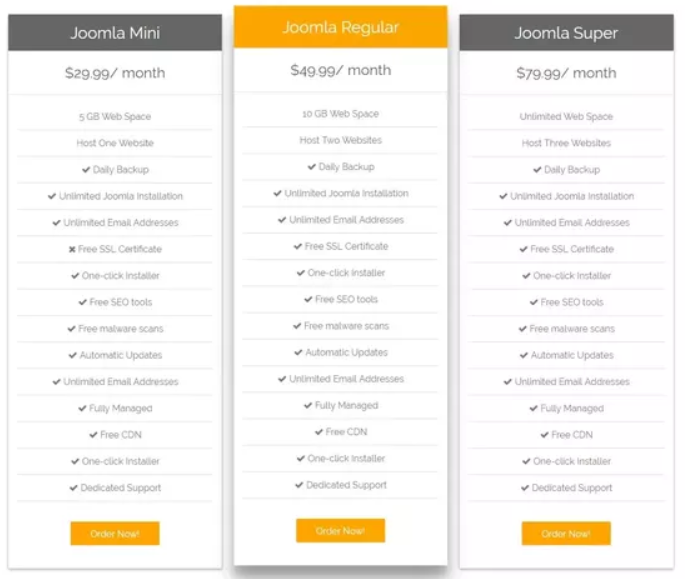 Joomla Mini
$29.99/ month
5 GB Web Space
Host One Website
✔ Daily Backup
✔ Unlimited Joomla Installation
✔ Unlimited Email Addresses
✖ Free SSL Certificate
✔ One-click Installer
✔ Free SEO tools
✔ Free malware scans
✔ Automatic Updates
✔ Unlimited Email Addresses
✔ Fully Managed
✔ Free CDN
✔ One-click Installer
✔ Dedicated Support
Order Now!
Joomla Regular
$49.99/ month
10 GB Web Space
Host Two Websites
✔ Daily Backup
✔ Unlimited Joomla Installation
✔ Unlimited Email Addresses
✔ Free SSL Certificate
✔ One-click Installer
✔ Free SEO tools
✔ Free malware scans
✔ Automatic Updates
✔ Unlimited Email Addresses
✔ Fully Managed
✔ Free CDN
✔ One-click Installer
✔ Dedicated Support
Order Now!
Joomla Super
$79.99/ month
Unlimited Web Space
Host Three Websites
✔ Daily Backup
✔ Unlimited Joomla Installation
✔ Unlimited Email Addresses
✔ Free SSL Certificate
✔ One-click Installer
✔ Free SEO tools
✔ Free malware scans
✔ Automatic Updates
✔ Unlimited Email Addresses
✔ Fully Managed
✔ Free CDN
✔ One-click Installer
✔ Dedicated Support
Order Now!